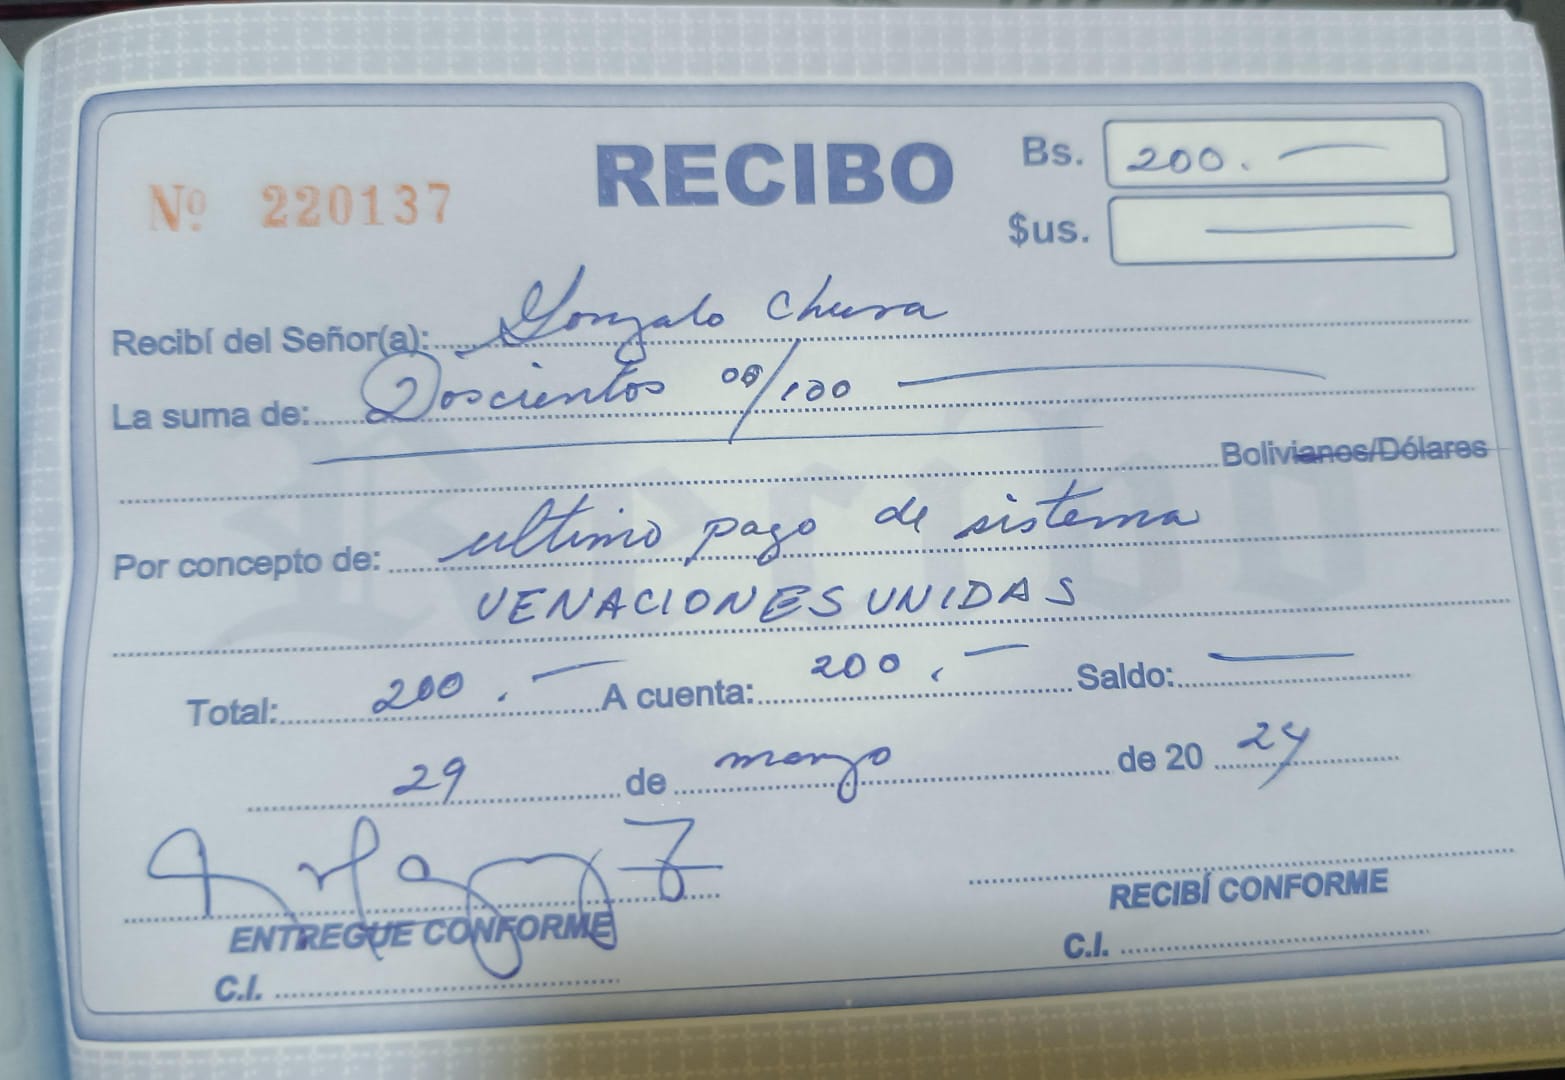 Nº 220137
RECIBO
Bs. 200.
$us.
Recibí del Señor(a): Gonzalo Chura
La suma de: Doscientos 00/100
Bolivianos/Dólares
Por concepto de: ultimo pago de sistema
UENACIONES UNIDAS
Total: 200. A cuenta: 200. Saldo:
29 de marzo de 20 24
ENTREGUE CONFORME
RECIBÍ CONFORME
C.I.
C.I.